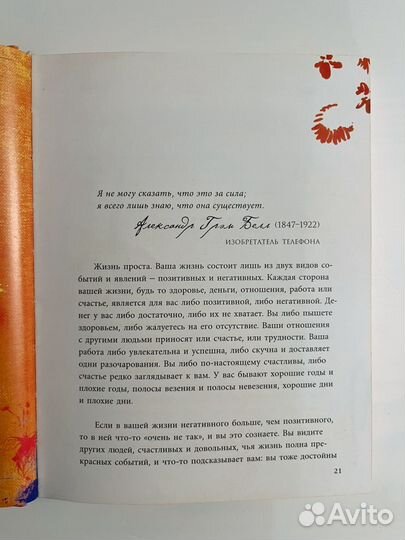 Я не могу сказать, что это за сила;
я всего лишь знаю, что она существует.
Александр Грэм Белл (1847–1922)
ИЗОБРЕТАТЕЛЬ ТЕЛЕФОНА
Жизнь проста. Ваша жизнь состоит лишь из двух видов со-
бытий и явлений – позитивных и негативных. Каждая сторона
вашей жизни, будь то здоровье, деньги, отношения, работа или
счастье, является для вас либо позитивной, либо негативной. Де-
нег у вас либо достаточно, либо их не хватает. Вы либо пышете
здоровьем, либо жалуетесь на его отсутствие. Ваши отношения
с другими людьми приносят или счастье, или трудности. Ваша
работа либо увлекательна и успешна, либо скучна и доставляет
одни разочарования. Вы либо по-настоящему счастливы, либо
счастье редко заглядывает к вам. У вас бывают хорошие годы и
плохие годы, полосы везения и полосы невезения, хорошие дни
и плохие дни.
Если в вашей жизни негативного больше, чем позитивного,
то в ней что-то «очень не так», и вы это сознаете. Вы видите
других людей, счастливых и довольных, чья жизнь полна пре-
красных событий, и что-то подсказывает вам: вы тоже достойны
21
Avito